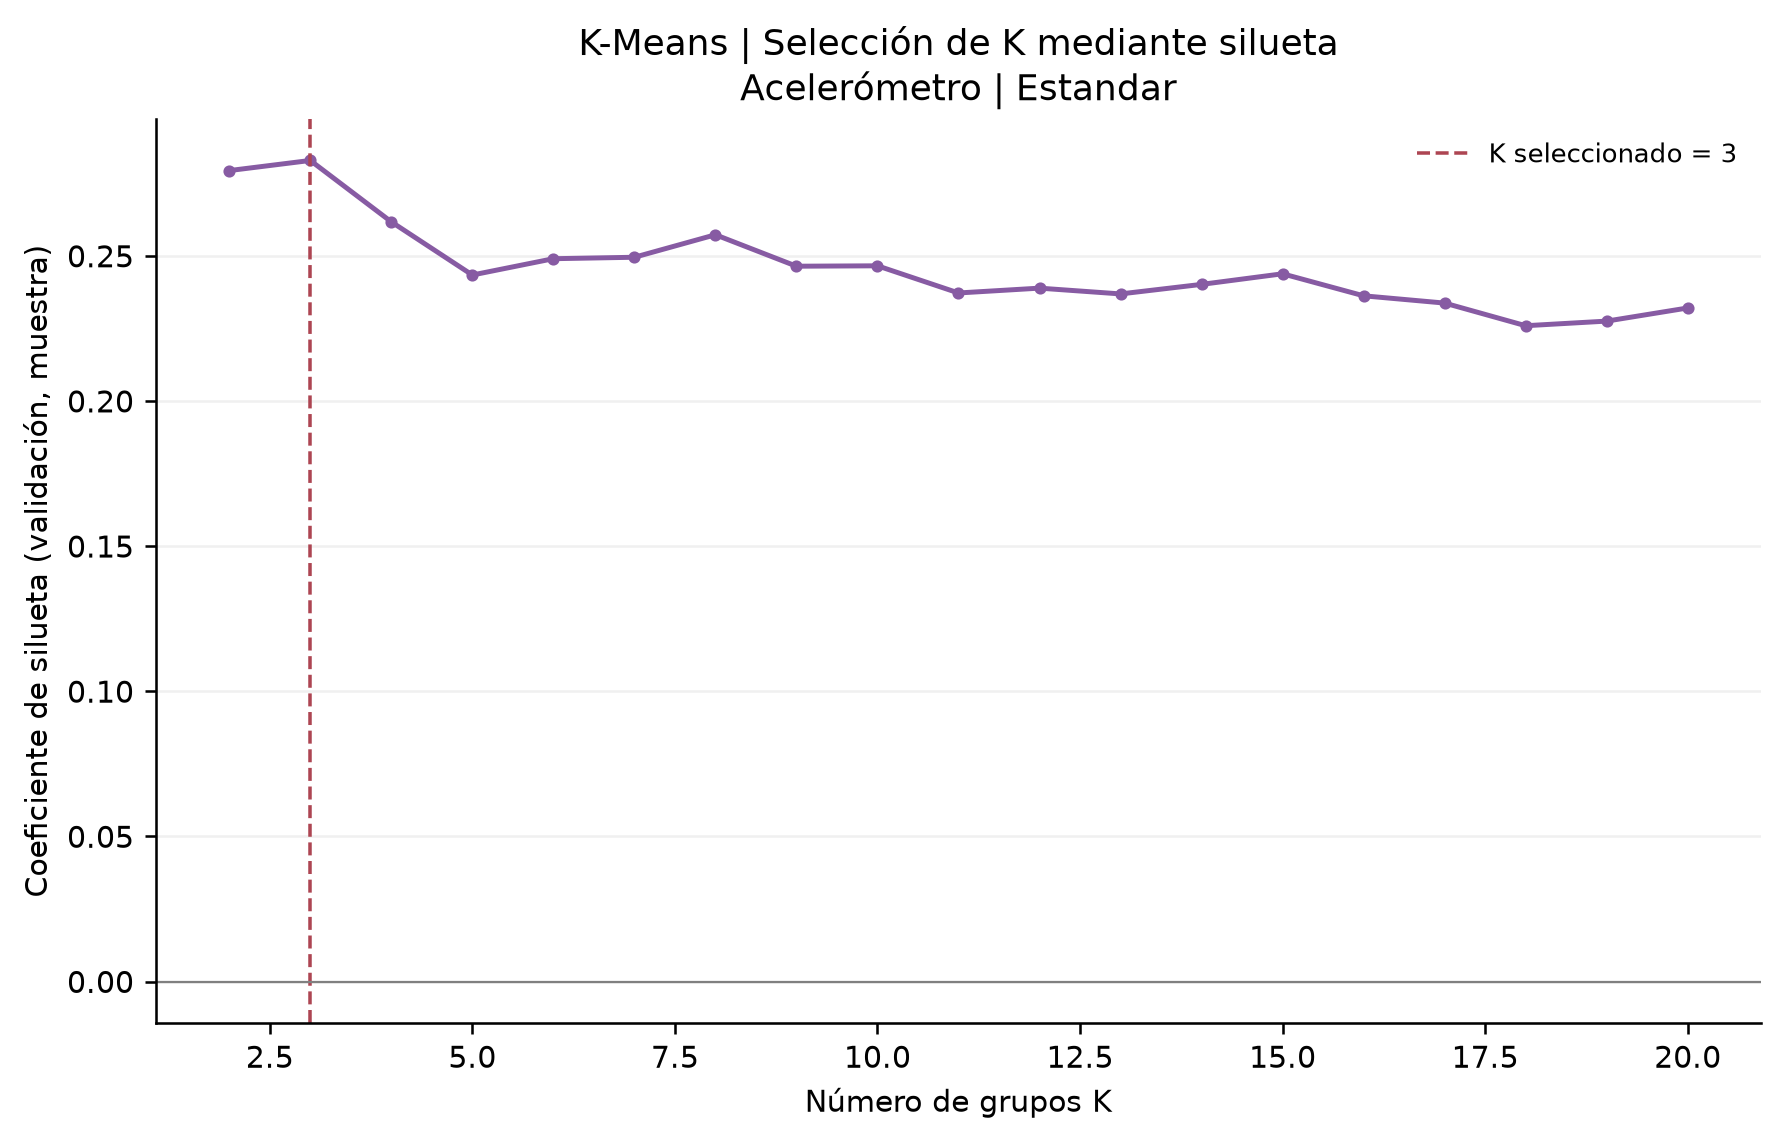 K-Means | Selección de K mediante silueta
Acelerómetro | Estandar
K seleccionado = 3
Coeficiente de silueta (validación, muestra)
0.25
0.20
0.15
0.10
0.05
0.00
2.5 5.0 7.5 10.0 12.5 15.0 17.5 20.0
Número de grupos K